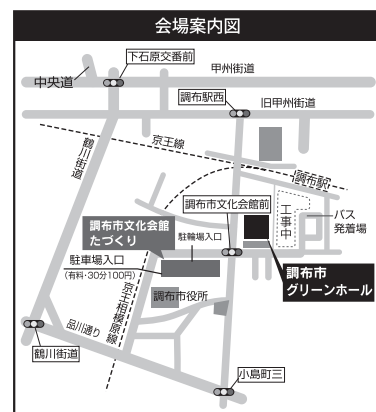 会場案内図
下石原交番前
甲州街道
中央道
調布駅西
旧甲州街道
鶴川街道
京王線
調布駅
調布市文化会館前
工事中
バス
発着場
調布市文化会館
たづくり
駐輪場入口
駐車場入口
(有料・30分100円)
調布市
グリーンホール
調布市役所
京王相模原線
品川通り
鶴川街道
小島町三